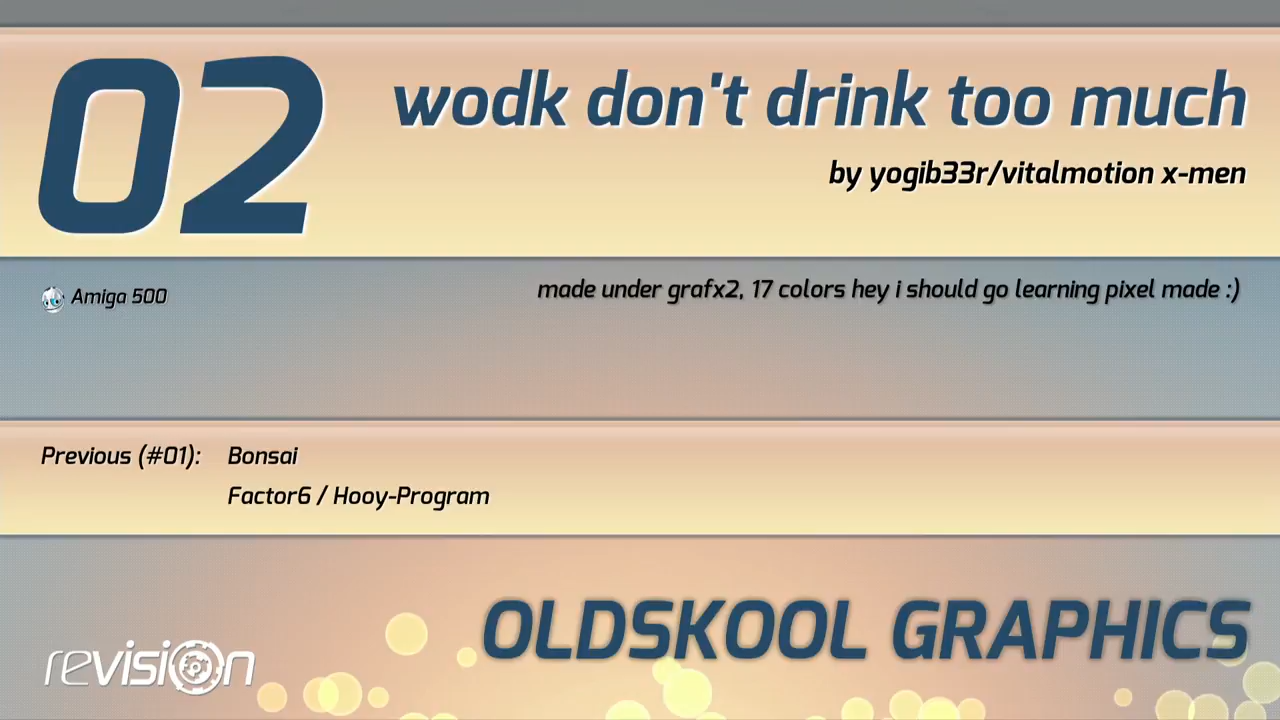 02
wodk don't drink too much
by yogib33r/vitalmotion x-men
Amiga 500
made under grafx2, 17 colors hey i should go learning pixel made :)
Previous (#01): Bonsai
Factor6 / Hooy-Program
OLDSKOOL GRAPHICS
revision